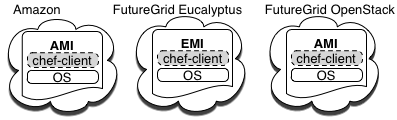 Amazon FutureGrid Eucalyptus FutureGrid OpenStack
AMI EMI AMI
chef-client chef-client chef-client
OS OS OS